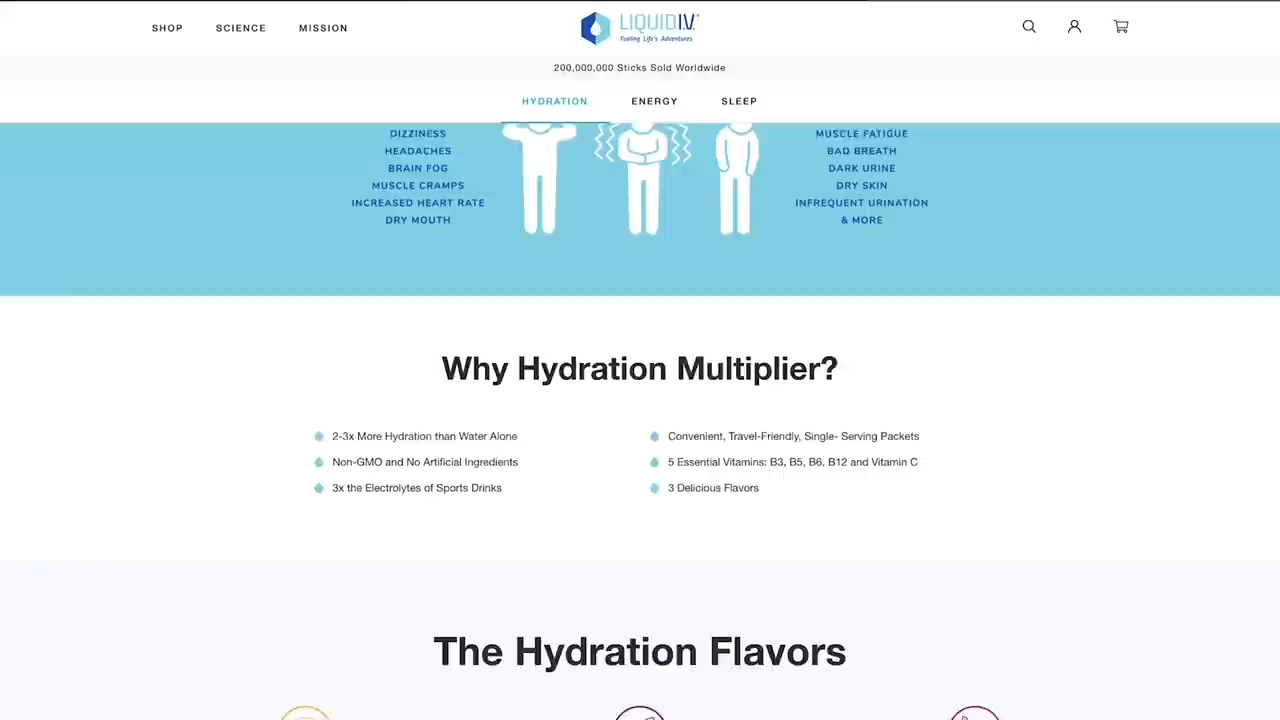 SHOP SCIENCE MISSION
LIQUID I.V.
Fueling Life's Adventures
200,000,000 Sticks Sold Worldwide
HYDRATION ENERGY SLEEP
DIZZINESS
HEADACHES
BRAIN FOG
MUSCLE CRAMPS
INCREASED HEART RATE
DRY MOUTH
MUSCLE FATIGUE
BAD BREATH
DARK URINE
DRY SKIN
INFREQUENT URINATION
& MORE
Why Hydration Multiplier?
2-3x More Hydration than Water Alone
Non-GMO and No Artificial Ingredients
3x the Electrolytes of Sports Drinks
Convenient, Travel-Friendly, Single- Serving Packets
5 Essential Vitamins: B3, B5, B6, B12 and Vitamin C
3 Delicious Flavors
The Hydration Flavors